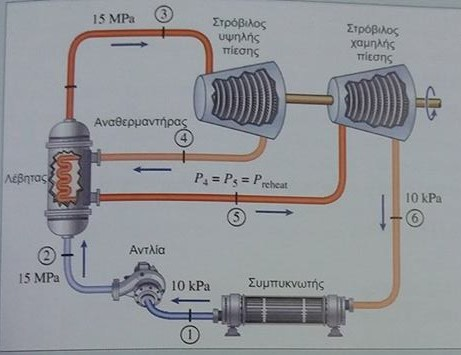 15 MPa
3
Στρόβιλος
υψηλής
πίεσης
Στρόβιλος
χαμηλής
πίεσης
Αναθερμαντήρας
4
Λέβητας
P4 = P5 = Preheat
5
10 kPa
6
2
15 MPa
Αντλία
10 kPa
Συμπυκνωτής
1